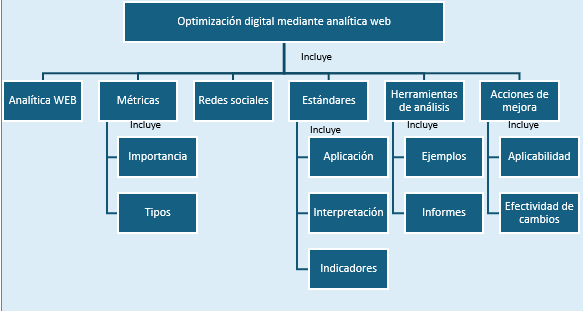 Optimización digital mediante analítica web
Incluye
Analítica WEB
Métricas
Redes sociales
Estándares
Herramientas
de análisis
Acciones de
mejora
Incluye
Incluye
Incluye
Incluye
Importancia
Aplicación
Ejemplos
Aplicabilidad
Tipos
Interpretación
Informes
Efectividad de
cambios
Indicadores